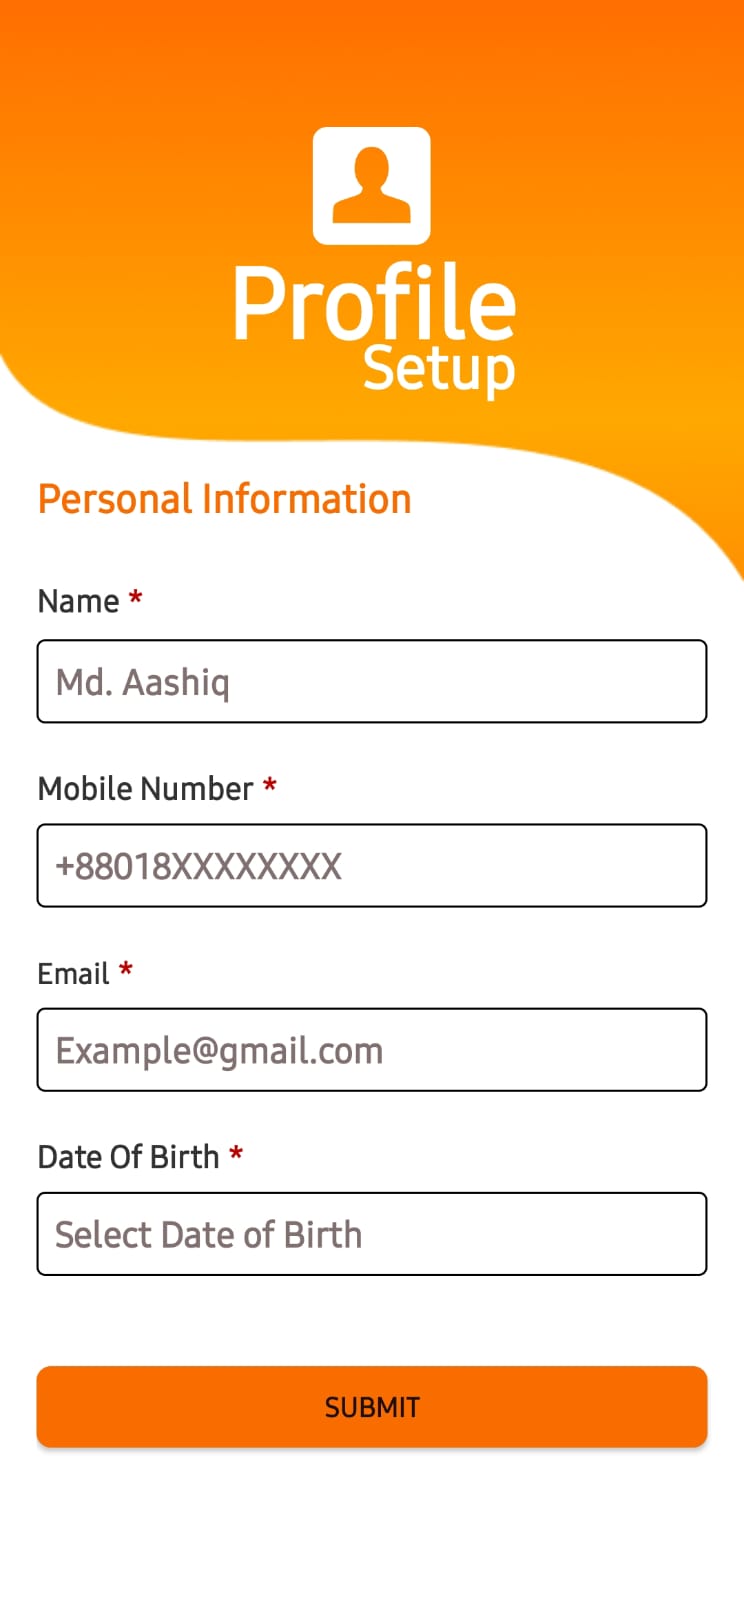 Profile
Setup
Personal Information
Name *
Md. Aashiq
Mobile Number *
+88018XXXXXXXX
Email *
Example@gmail.com
Date Of Birth *
Select Date of Birth
SUBMIT